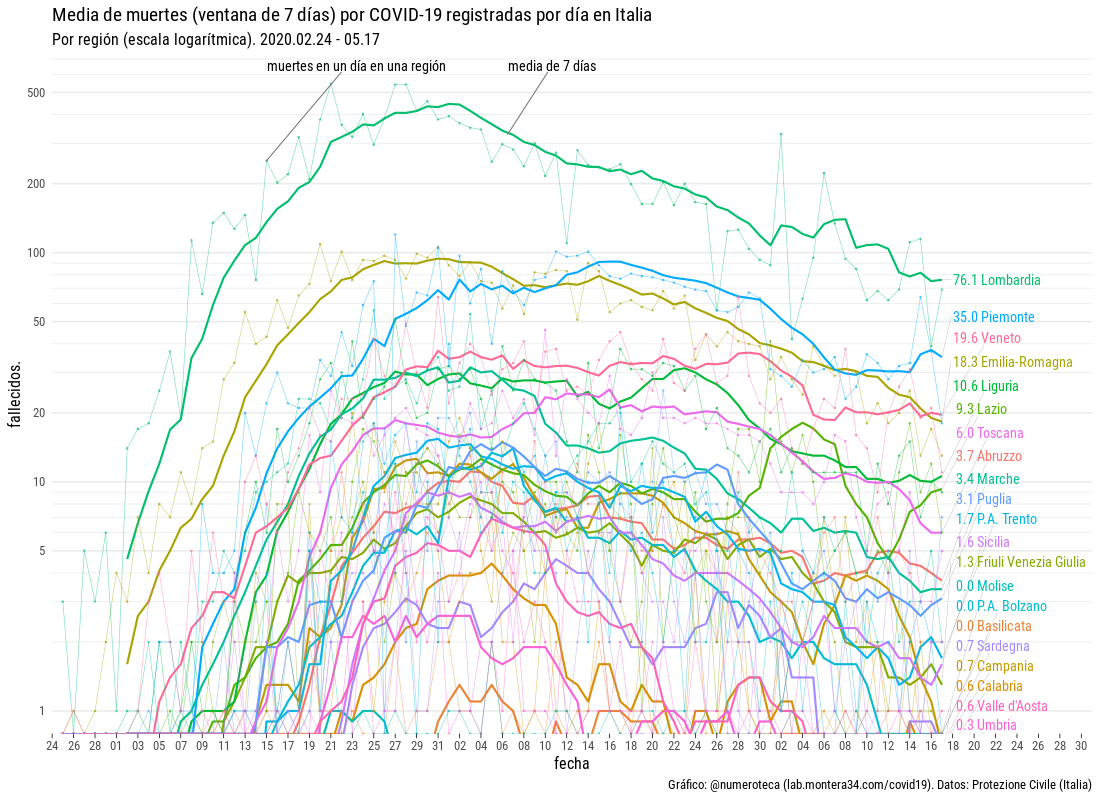 Media de muertes (ventana de 7 días) por COVID-19 registradas por día en Italia
Por región (escala logarítmica). 2020.02.24 - 05.17
muertes en un día en una región
media de 7 días
fallecidos.
500
200
100
50
20
10
5
1
76.1 Lombardia
35.0 Piemonte
19.6 Veneto
18.3 Emilia-Romagna
10.6 Liguria
9.3 Lazio
6.0 Toscana
3.7 Abruzzo
3.4 Marche
3.1 Puglia
1.7 P.A. Trento
1.6 Sicilia
1.3 Friuli Venezia Giulia
0.0 Molise
0.0 P.A. Bolzano
0.0 Basilicata
0.7 Sardegna
0.7 Campania
0.6 Calabria
0.6 Valle d'Aosta
0.3 Umbria
24 26 28 01 03 05 07 09 11 13 15 17 19 21 23 25 27 29 31 02 04 06 08 10 12 14 16 18 20 22 24 26 28 30 02 04 06 08 10 12 14 16 18 20 22 24 26 28 30
fecha
Gráfico: @numeroteca (lab.montera34.com/covid19). Datos: Protezione Civile (Italia)